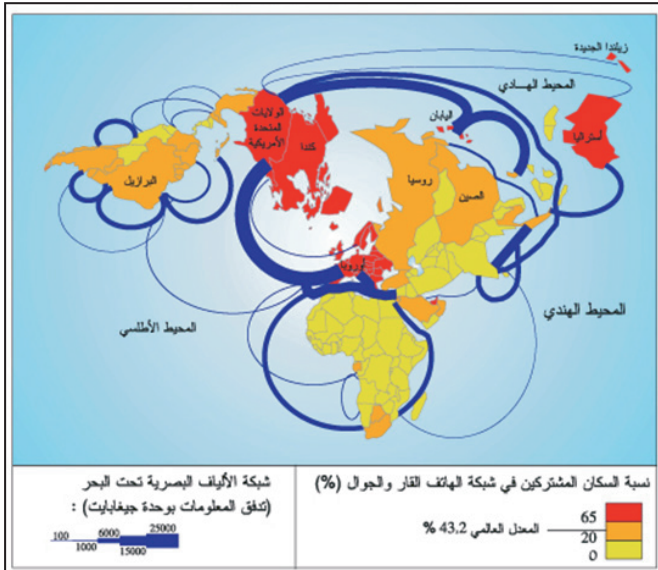 زيلندا الجديدة
المحيط الهادي
أستراليا
اليابان
الولايات
المتحدة
الأمريكية
كندا
روسيا
الصين
البرازيل
أوروبا
المحيط الهندي
المحيط الأطلسي
نسبة السكان المشتركين في شبكة الهاتف القار والجوال (%)
65
المعدل العالمي 43,2 %
20
0
شبكة الألياف البصرية تحت البحر
(تدفق المعلومات بوحدة جيغابايت) :
100
1000
6000
15000
25000